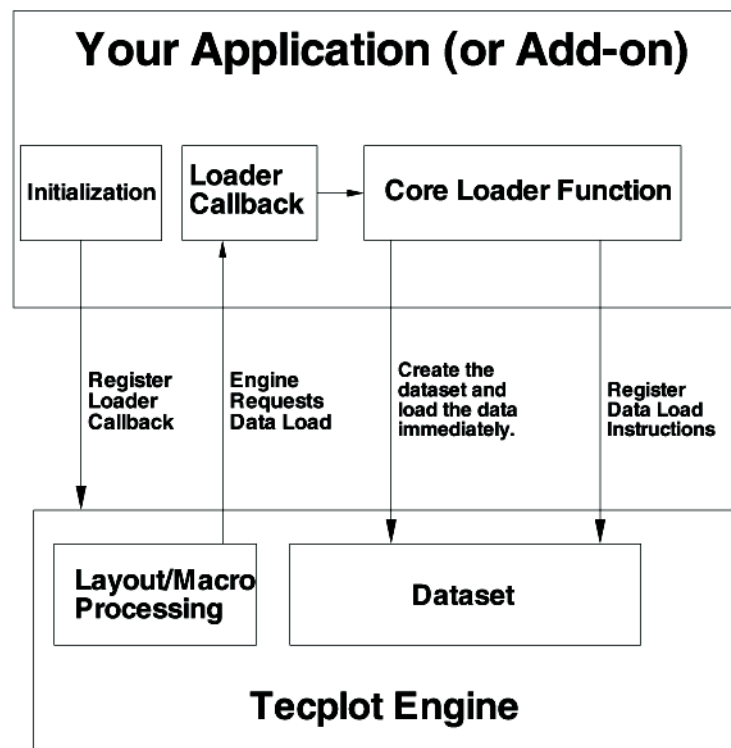 Your Application (or Add-on)
Initialization
Loader
Callback
Core Loader Function
Register
Loader
Callback
Engine
Requests
Data Load
Create the
dataset and
load the data
immediately.
Register
Data Load
Instructions
Layout/Macro
Processing
Dataset
Tecplot Engine